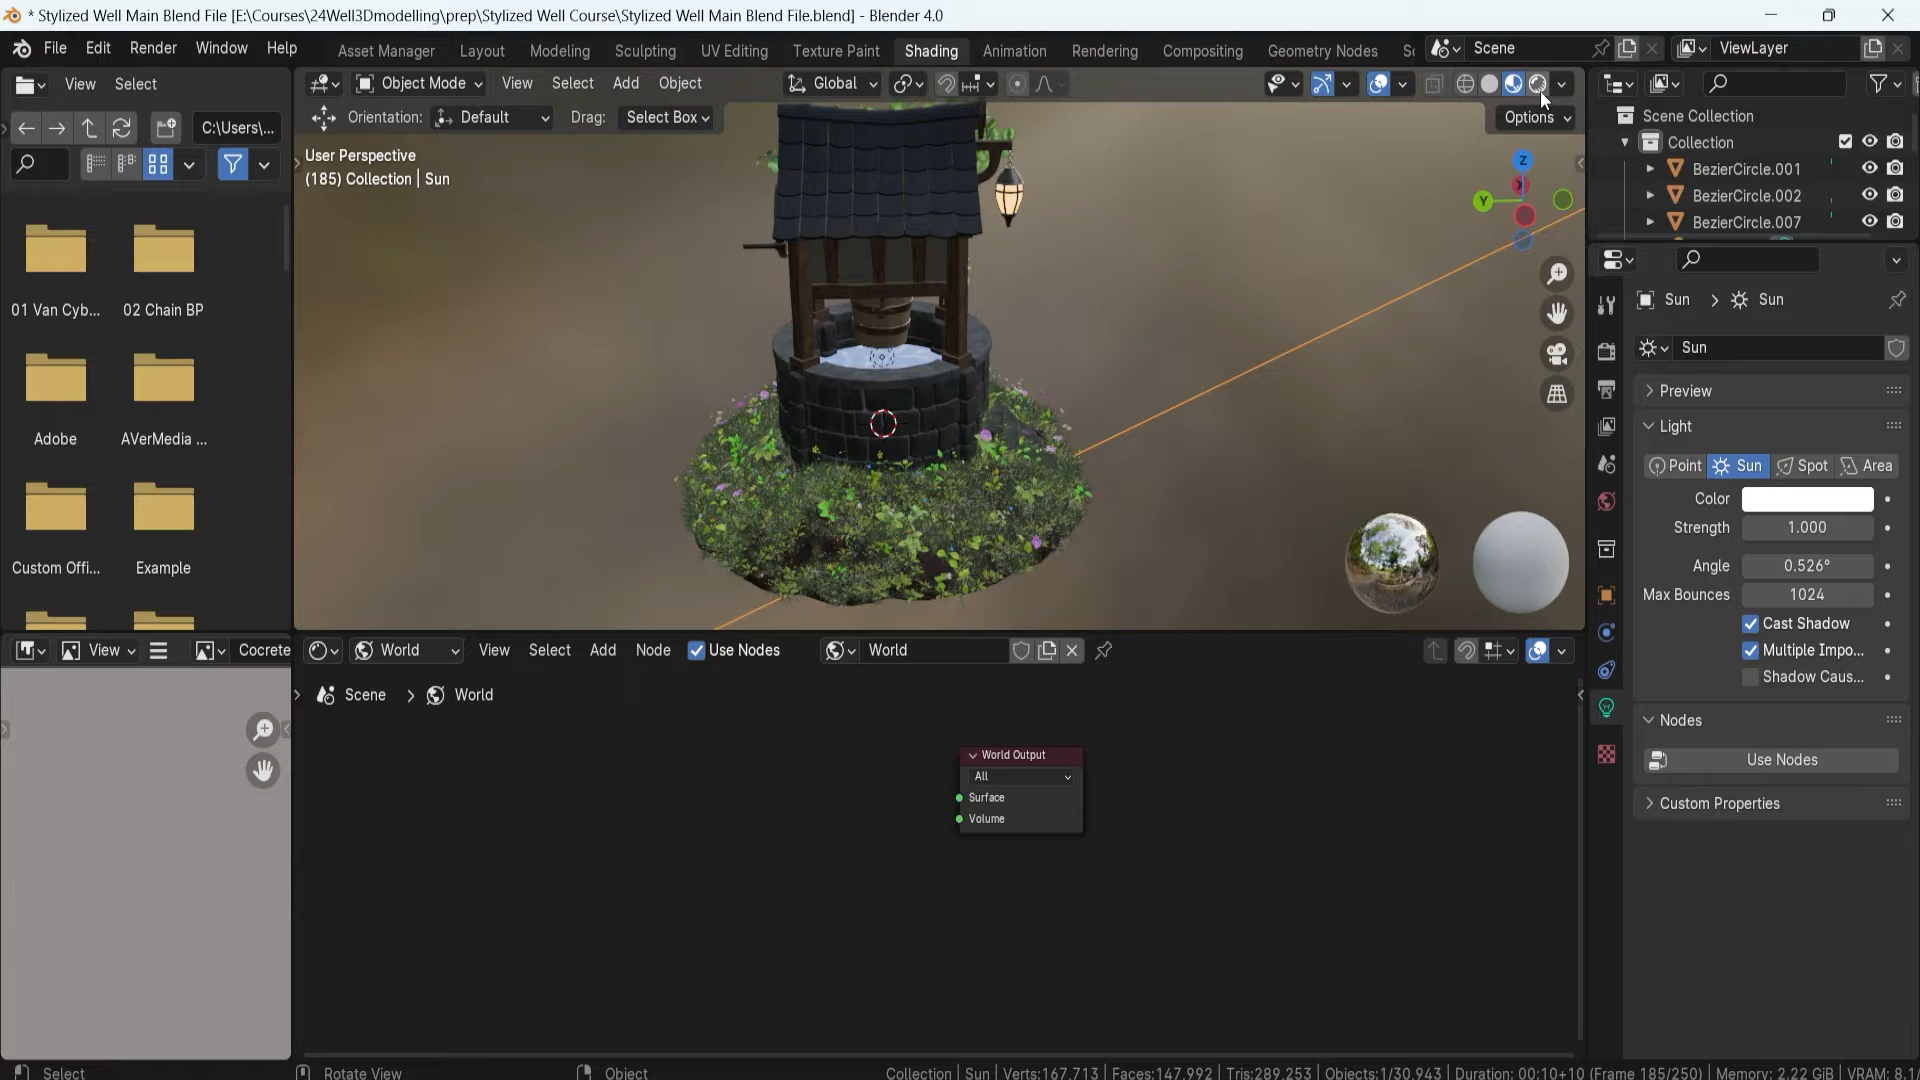 * Stylized Well Main Blend File [E:\Courses\24Well3Dmodelling\prep\Stylized Well Course\Stylized Well Main Blend File.blend] - Blender 4.0
File Edit Render Window Help Asset Manager Layout Modeling Sculpting UV Editing Texture Paint Shading Animation Rendering Compositing Geometry Nodes Sc Scene ViewLayer
View Select
Object Mode View Select Add Object Global
C:\Users\...
Orientation: Default Drag: Select Box Options
User Perspective
(185) Collection | Sun
Z
X
Y
01 Van Cyb... 02 Chain BP
Adobe AVerMedia ...
Custom Offi... Example
Scene Collection
Collection
BezierCircle.001
BezierCircle.002
BezierCircle.007
Sun > Sun
Sun
Preview
Light
Point Sun Spot Area
Color
Strength 1.000
Angle 0.526°
Max Bounces 1024
Cast Shadow
Multiple Impo...
Shadow Caus...
Nodes
Use Nodes
Custom Properties
View Cocrete
World View Select Add Node Use Nodes World
Scene > World
World Output
All
Surface
Volume
Select Rotate View Object Collection | Sun | Verts:167,713 | Faces:147,992 | Tris:289,253 | Objects:1/30,943 | Duration: 00:10+10 (Frame 185/250) | Memory: 2.22 GiB | VRAM: 8.1